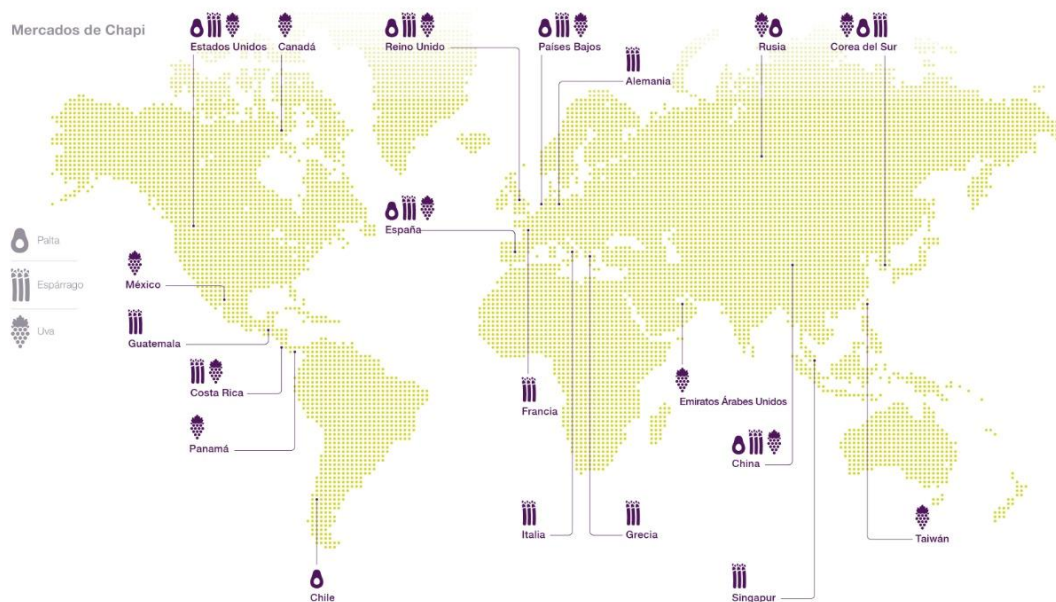 Mercados de Chapi
Estados Unidos
Canadá
Reino Unido
Países Bajos
Alemania
Rusia
Corea del Sur
España
Palta
Espárrago
Uva
México
Guatemala
Costa Rica
Panamá
Chile
Francia
Italia
Grecia
Emiratos Árabes Unidos
China
Singapur
Taiwán